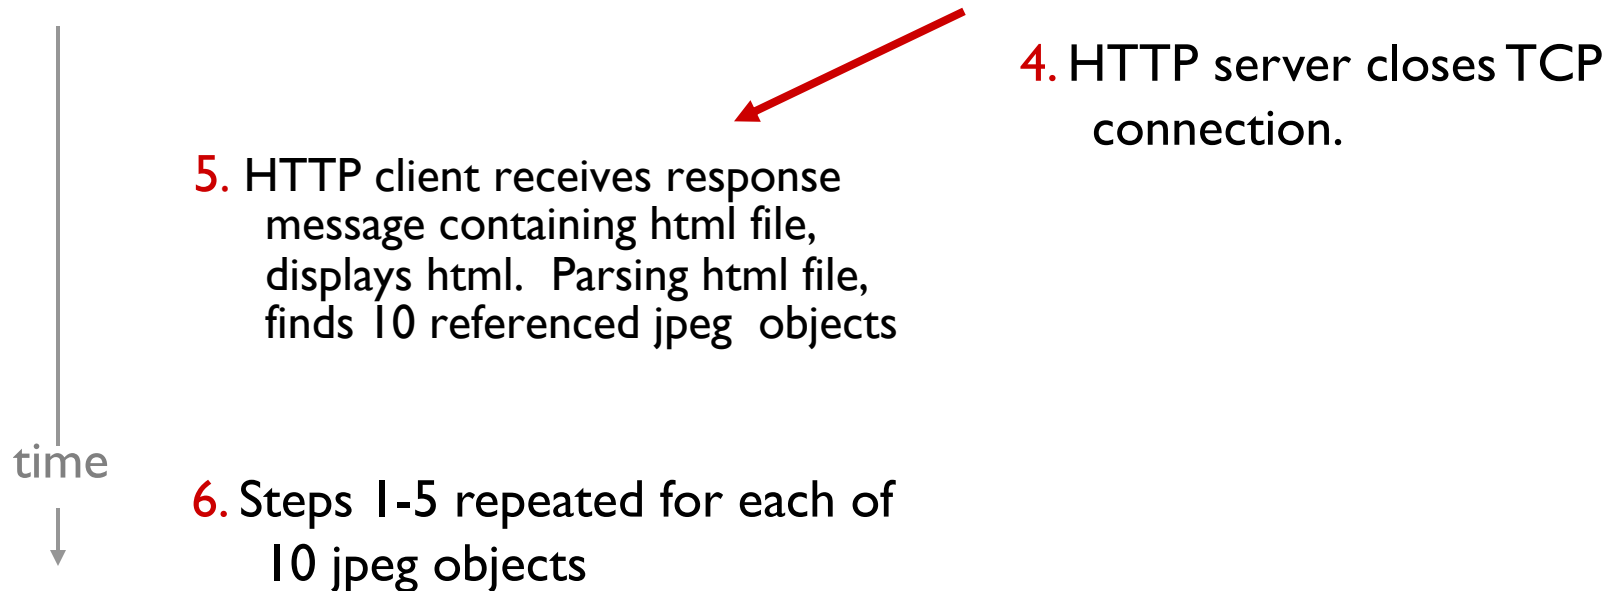 4. HTTP server closes TCP
connection.
5. HTTP client receives response
message containing html file,
displays html.  Parsing html file,
finds 10 referenced jpeg  objects
time
6. Steps 1-5 repeated for each of
10 jpeg objects